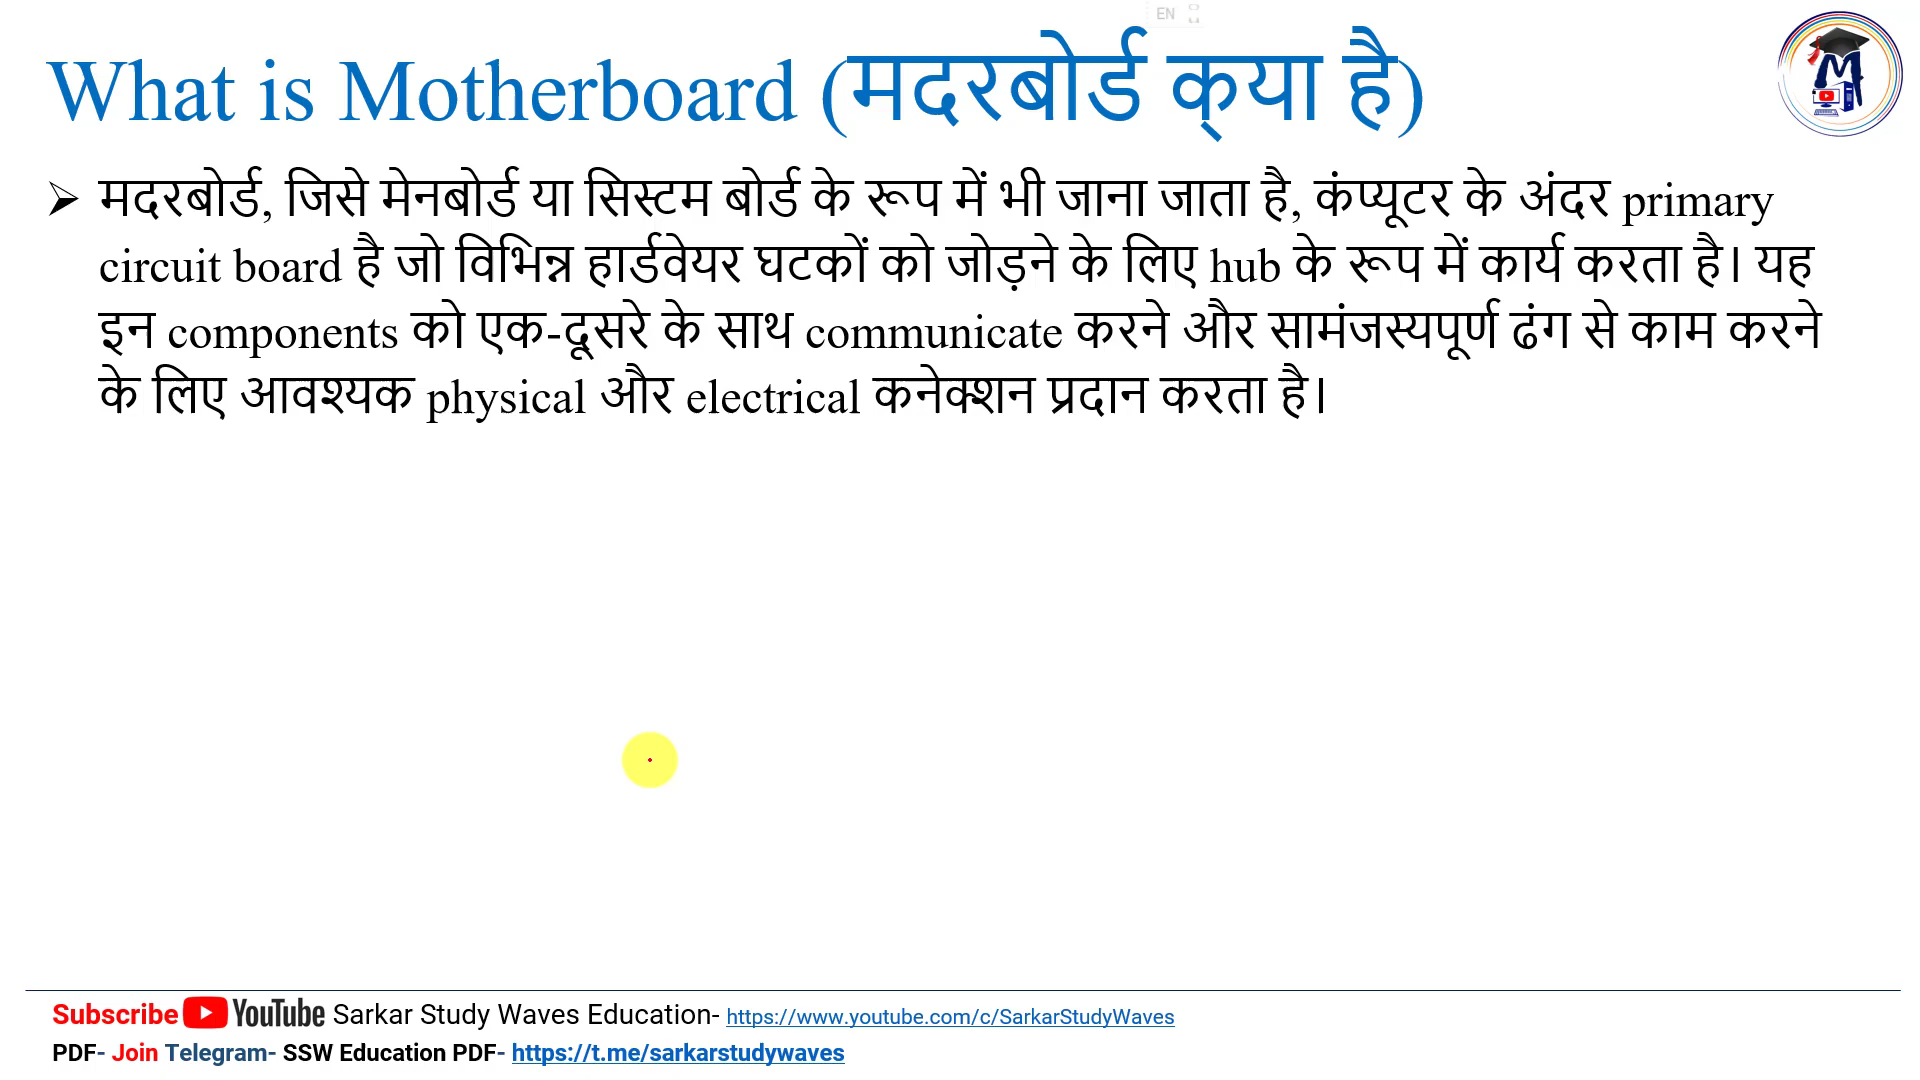 EN
What is Motherboard (मदरबोर्ड क्या है)
➢ मदरबोर्ड, जिसे मेनबोर्ड या सिस्टम बोर्ड के रूप में भी जाना जाता है, कंप्यूटर के अंदर primary
circuit board है जो विभिन्न हार्डवेयर घटकों को जोड़ने के लिए hub के रूप में कार्य करता है। यह
इन components को एक-दूसरे के साथ communicate करने और सामंजस्यपूर्ण ढंग से काम करने
के लिए आवश्यक physical और electrical कनेक्शन प्रदान करता है।
Subscribe YouTube Sarkar Study Waves Education- https://www.youtube.com/c/SarkarStudyWaves
PDF- Join Telegram- SSW Education PDF- https://t.me/sarkarstudywaves